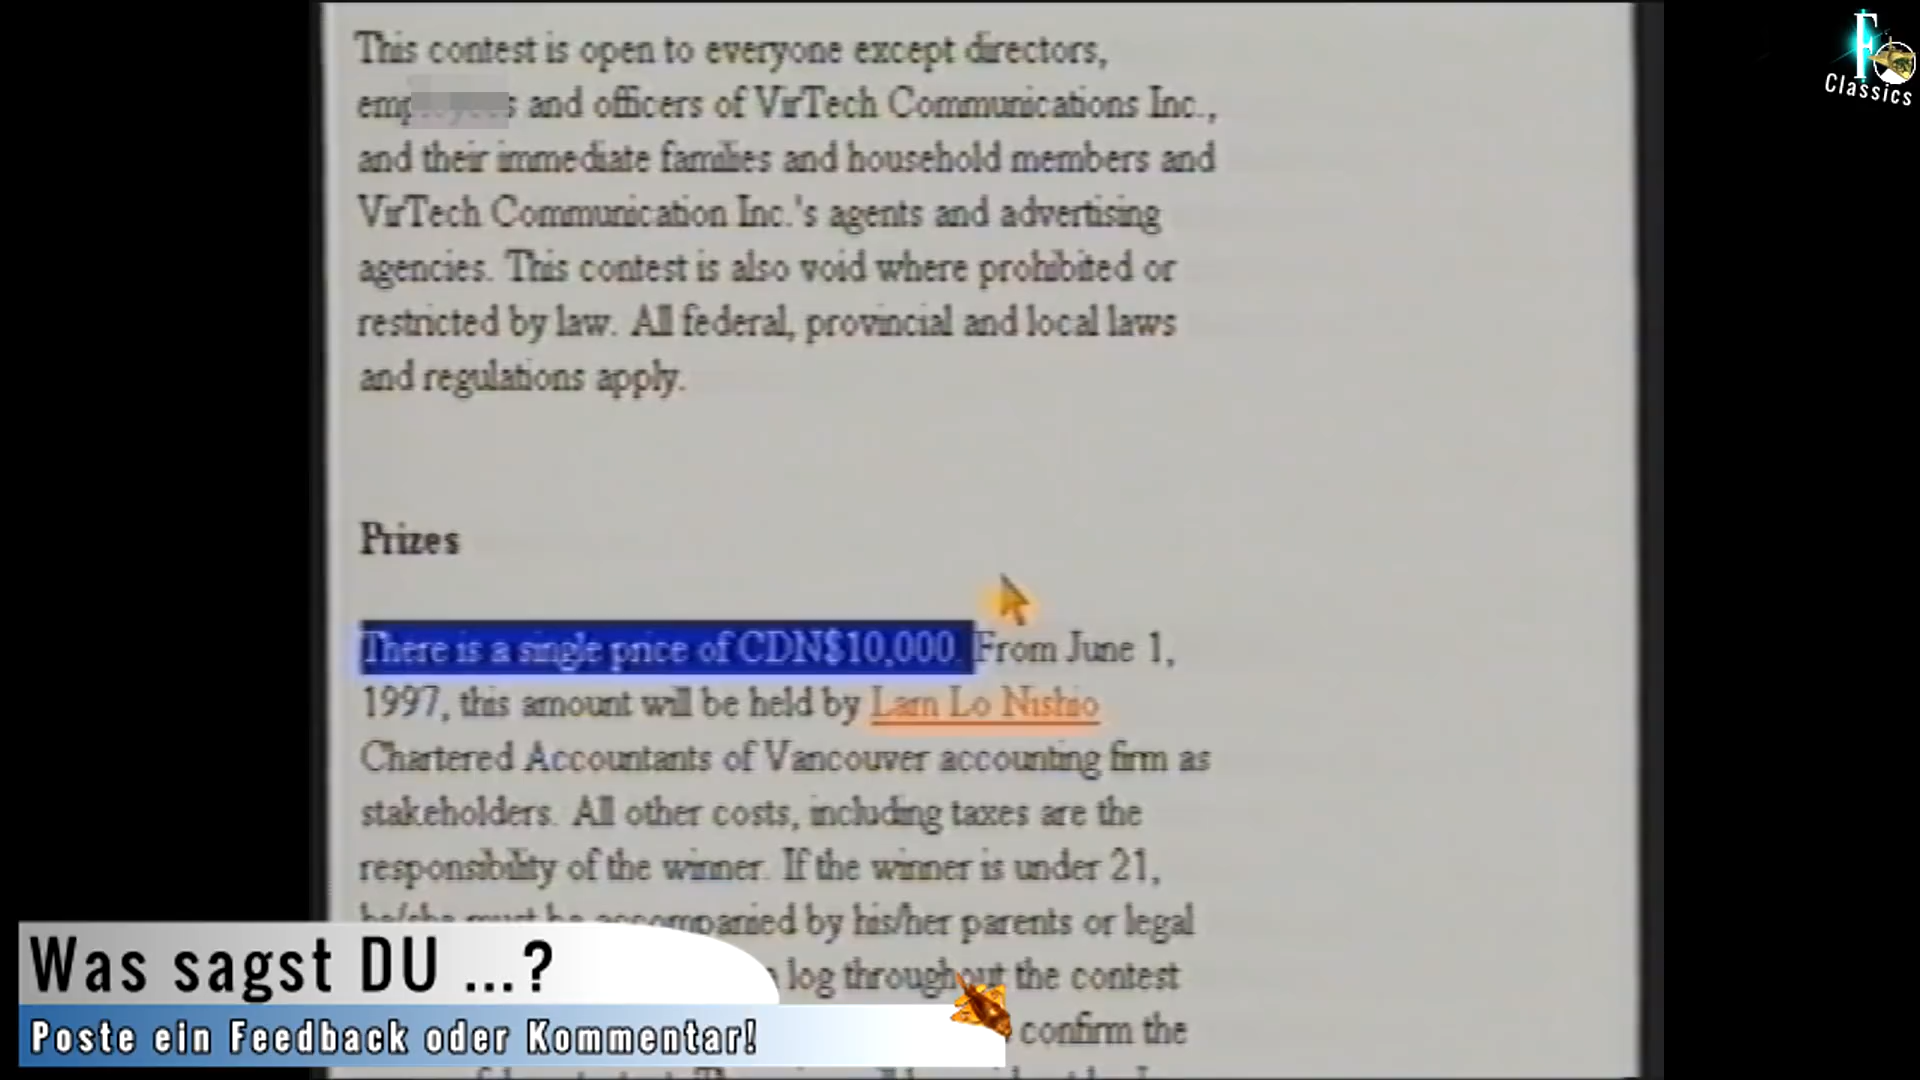 This contest is open to everyone except directors,
and officers of VirTech Communications Inc.,
and their immediate families and household members and
VirTech Communication Inc.'s agents and advertising
agencies. This contest is also void where prohibited or
restricted by law. All federal, provincial and local laws
and regulations apply.
Prizes
There is a single price of CDN$10,000. From June 1,
1997, this amount will be held by Lam Lo Nishio
Chartered Accountants of Vancouver accounting firm as
stakeholders. All other costs, including taxes are the
responsibility of the winner. If the winner is under 21,
he/she must be accompanied by his/her parents or legal
log throughout the contest
confirm the
Was sagst DU ...?
Poste ein Feedback oder Kommentar!
F
Classics